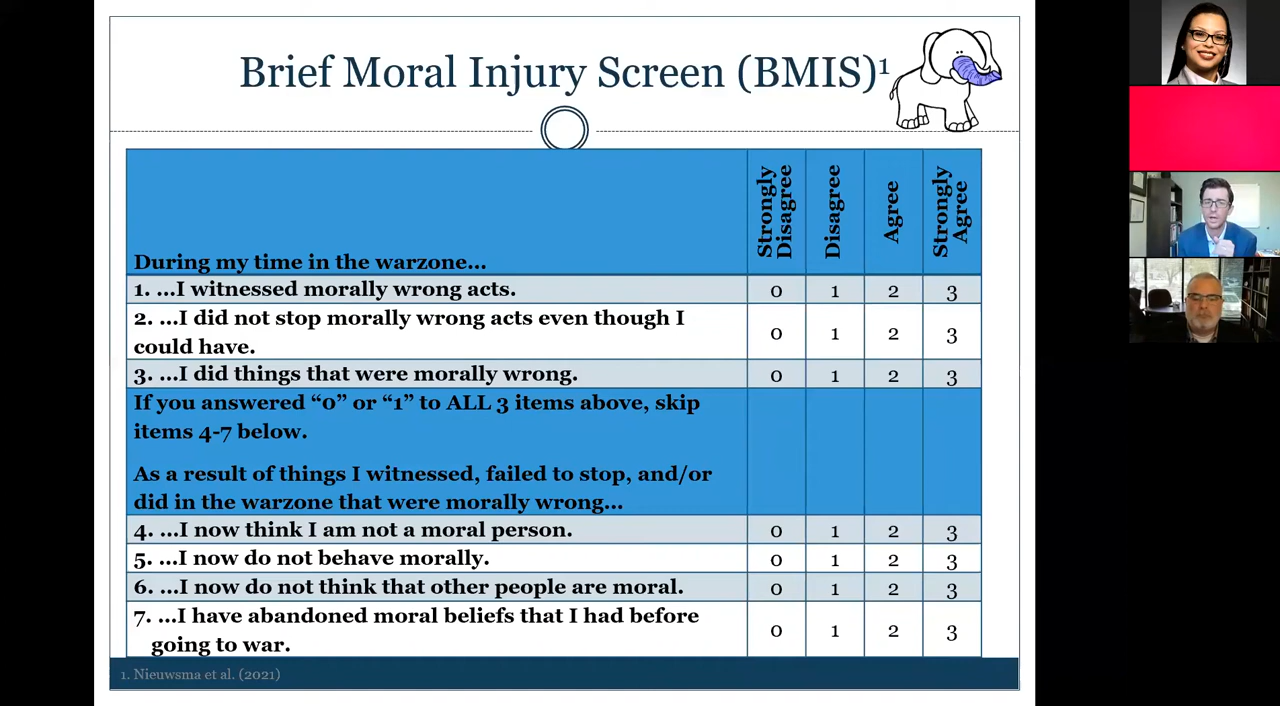 Brief Moral Injury Screen (BMIS)1
During my time in the warzone...
Strongly Disagree
Disagree
Agree
Strongly Agree
1. ...I witnessed morally wrong acts. 0 1 2 3
2. ...I did not stop morally wrong acts even though I
could have. 0 1 2 3
3. ...I did things that were morally wrong. 0 1 2 3
If you answered “0” or “1” to ALL 3 items above, skip
items 4-7 below.
As a result of things I witnessed, failed to stop, and/or
did in the warzone that were morally wrong...
4. ...I now think I am not a moral person. 0 1 2 3
5. ...I now do not behave morally. 0 1 2 3
6. ...I now do not think that other people are moral. 0 1 2 3
7. ...I have abandoned moral beliefs that I had before
going to war. 0 1 2 3
1. Nieuwsma et al. (2021)